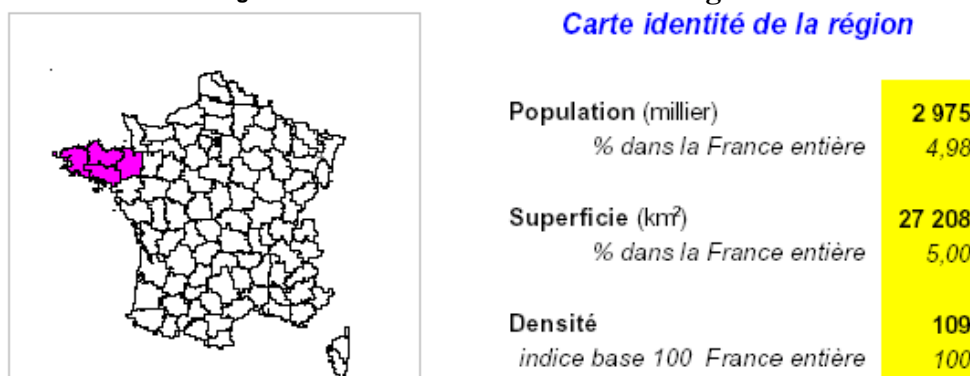 Carte identité de la région
Population (millier) 2 975
% dans la France entière 4,98
Superficie (km²) 27 208
% dans la France entière 5,00
Densité 109
indice base 100 France entière 100